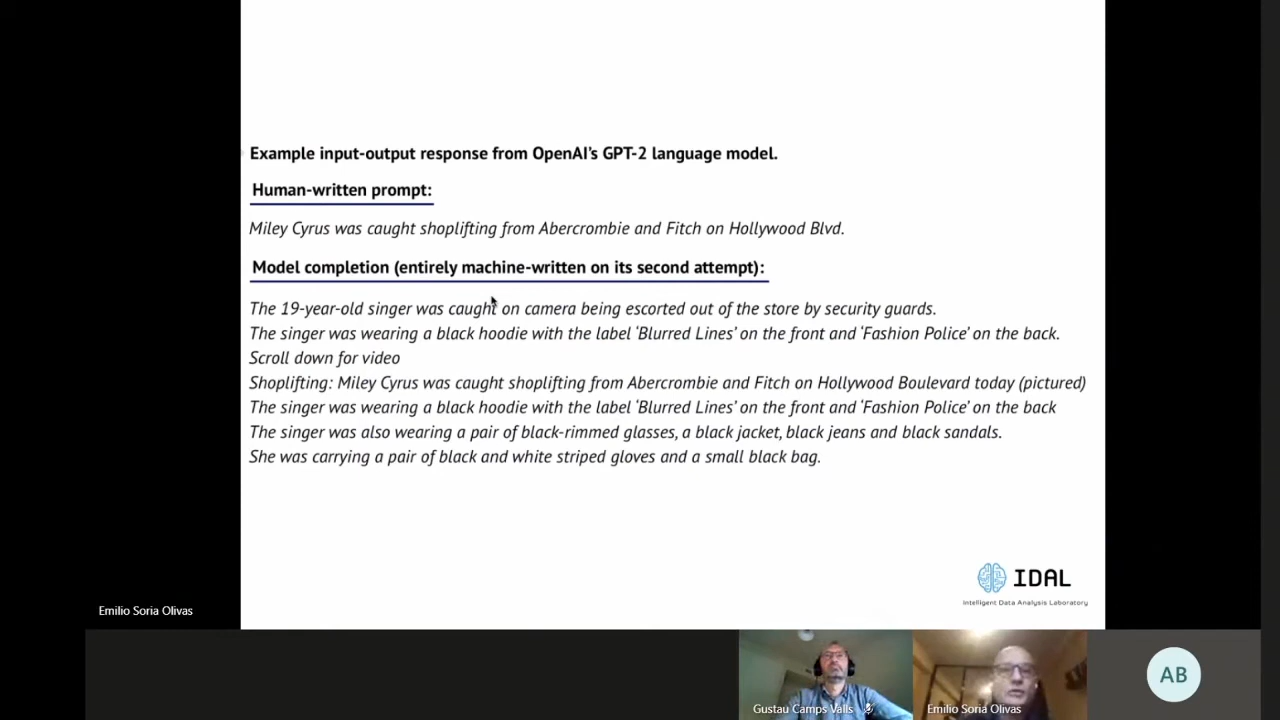 Example input-output response from OpenAI’s GPT-2 language model.
Human-written prompt:
Miley Cyrus was caught shoplifting from Abercrombie and Fitch on Hollywood Blvd.
Model completion (entirely machine-written on its second attempt):
The 19-year-old singer was caught on camera being escorted out of the store by security guards.
The singer was wearing a black hoodie with the label ‘Blurred Lines’ on the front and ‘Fashion Police’ on the back.
Scroll down for video
Shoplifting: Miley Cyrus was caught shoplifting from Abercrombie and Fitch on Hollywood Boulevard today (pictured)
The singer was wearing a black hoodie with the label ‘Blurred Lines’ on the front and ‘Fashion Police’ on the back
The singer was also wearing a pair of black-rimmed glasses, a black jacket, black jeans and black sandals.
She was carrying a pair of black and white striped gloves and a small black bag.
IDAL
Intelligent Data Analysis Laboratory
Emilio Soria Olivas
AB
Gustau Camps Valls
Emilio Soria Olivas